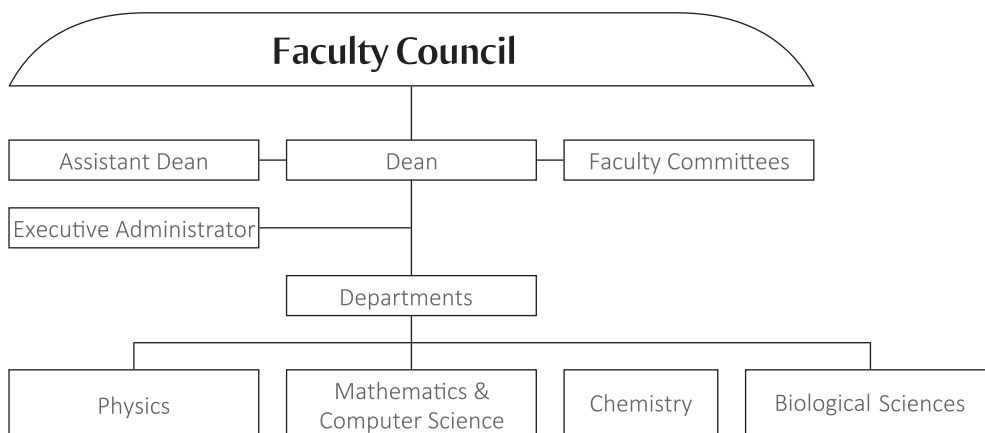 Faculty Council
Assistant Dean
Dean
Faculty Committees
Executive Administrator
Departments
Physics
Mathematics &
Computer Science
Chemistry
Biological Sciences